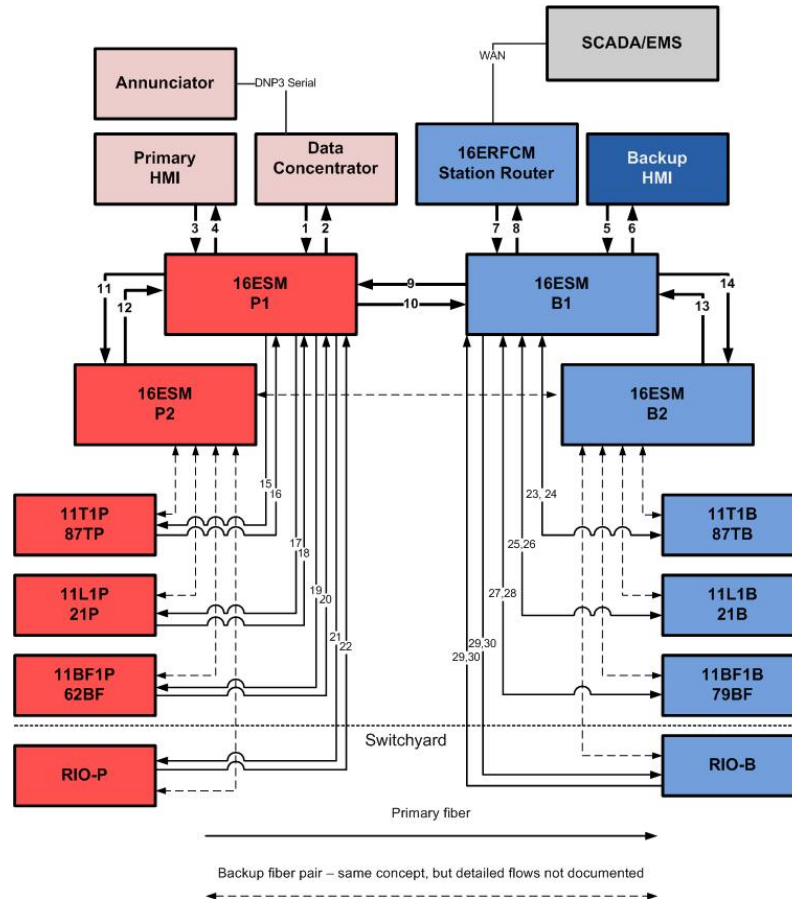 SCADA/EMS
WAN
Annunciator
DNP3 Serial
Primary
HMI
Data
Concentrator
16ERFCM
Station Router
Backup
HMI
3
4
1
2
7
8
5
6
16ESM
P1
9
10
16ESM
B1
11
12
13
14
16ESM
P2
16ESM
B2
11T1P
87TP
15
16
23, 24
11T1B
87TB
11L1P
21P
17
18
25,26
11L1B
21B
11BF1P
62BF
19
20
27,28
11BF1B
79BF
21
22
29,30
29,30
Switchyard
RIO-P
RIO-B
Primary fiber
Backup fiber pair – same concept, but detailed flows not documented